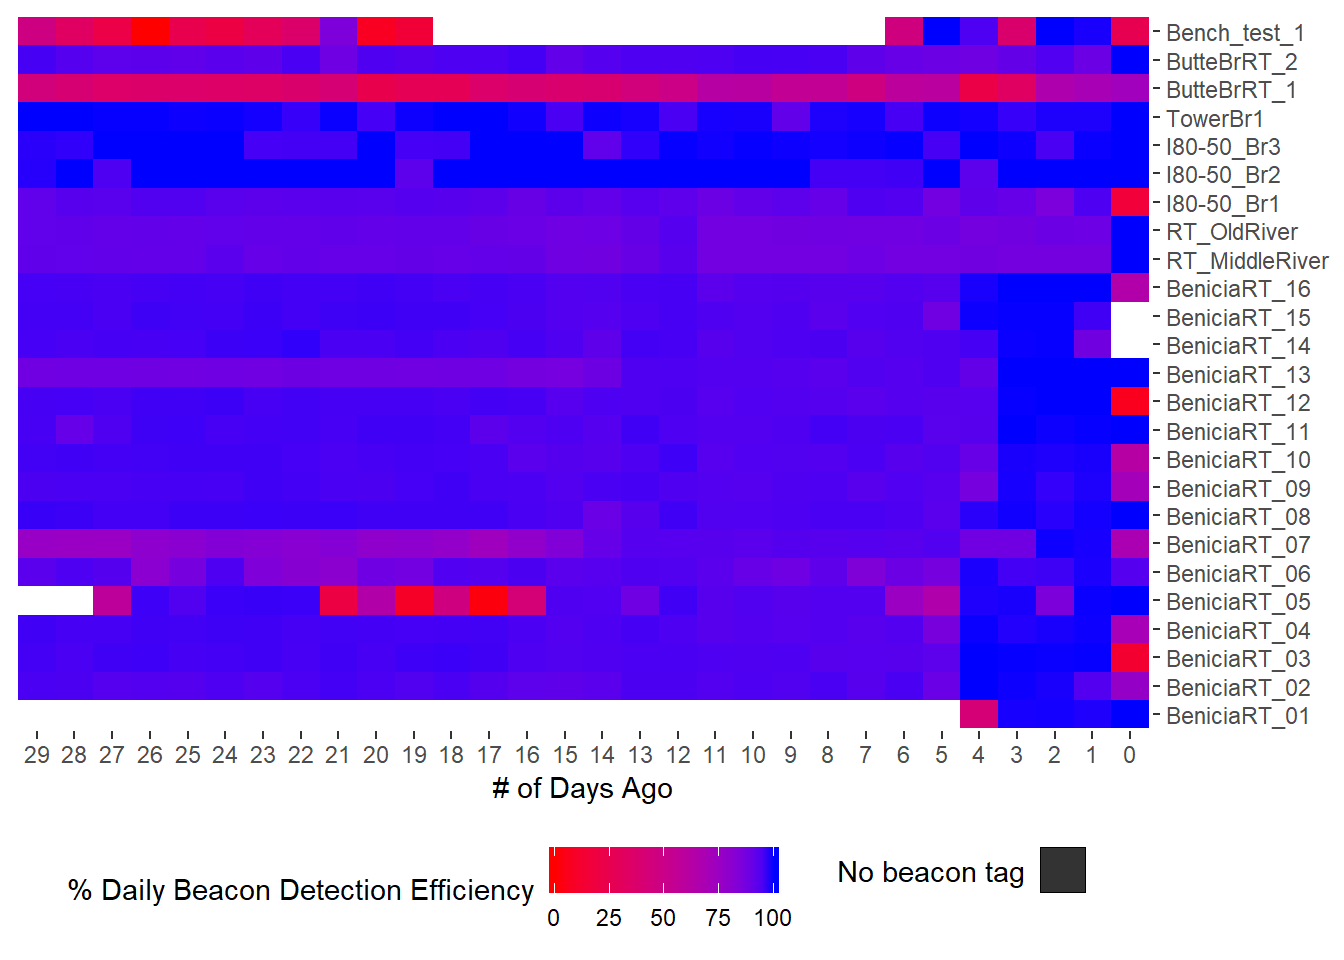 Bench_test_1
ButteBrRT_2
ButteBrRT_1
TowerBr1
I80-50_Br3
I80-50_Br2
I80-50_Br1
RT_OldRiver
RT_MiddleRiver
BeniciaRT_16
BeniciaRT_15
BeniciaRT_14
BeniciaRT_13
BeniciaRT_12
BeniciaRT_11
BeniciaRT_10
BeniciaRT_09
BeniciaRT_08
BeniciaRT_07
BeniciaRT_06
BeniciaRT_05
BeniciaRT_04
BeniciaRT_03
BeniciaRT_02
BeniciaRT_01
29 28 27 26 25 24 23 22 21 20 19 18 17 16 15 14 13 12 11 10 9 8 7 6 5 4 3 2 1 0
# of Days Ago
% Daily Beacon Detection Efficiency
0 25 50 75 100
No beacon tag